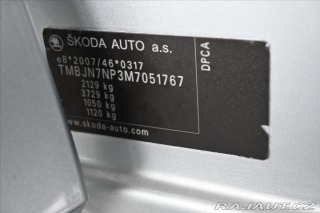 ŠKODA AUTO a.s.
e8*2007/46*0317
TMBJN7NP3M7051767
2129 kg
3729 kg
1050 kg
1120 kg
www.skoda-auto.com
DPCA
RAJAUT.CZ